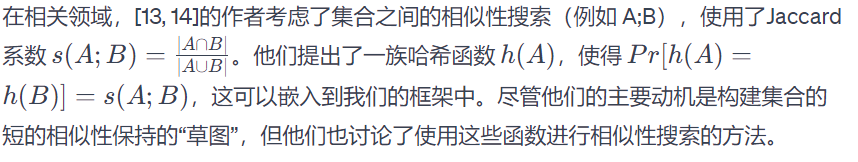 在相关领域，[13, 14]的作者考虑了集合之间的相似性搜索（例如 A;B），使用了Jaccard
系数 s(A; B) = |A∩B| / |A∪B|。他们提出了一族哈希函数 h(A)，使得 Pr[h(A) =
h(B)] = s(A; B)，这可以嵌入到我们的框架中。尽管他们的主要动机是构建集合的
短的相似性保持的“草图”，但他们也讨论了使用这些函数进行相似性搜索的方法。